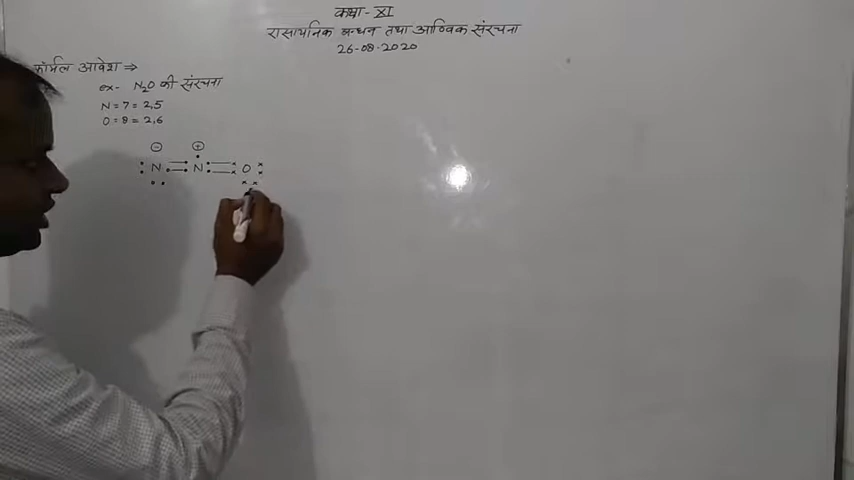 कक्षा - XI
रासायनिक बन्धन तथा आण्विक संरचना
26-08-2020
फॉर्मल आवेश ⇒
ex- N₂O की संरचना
N = 7 = 2,5
O = 8 = 2,6
⊖ ⊕
N = N = O